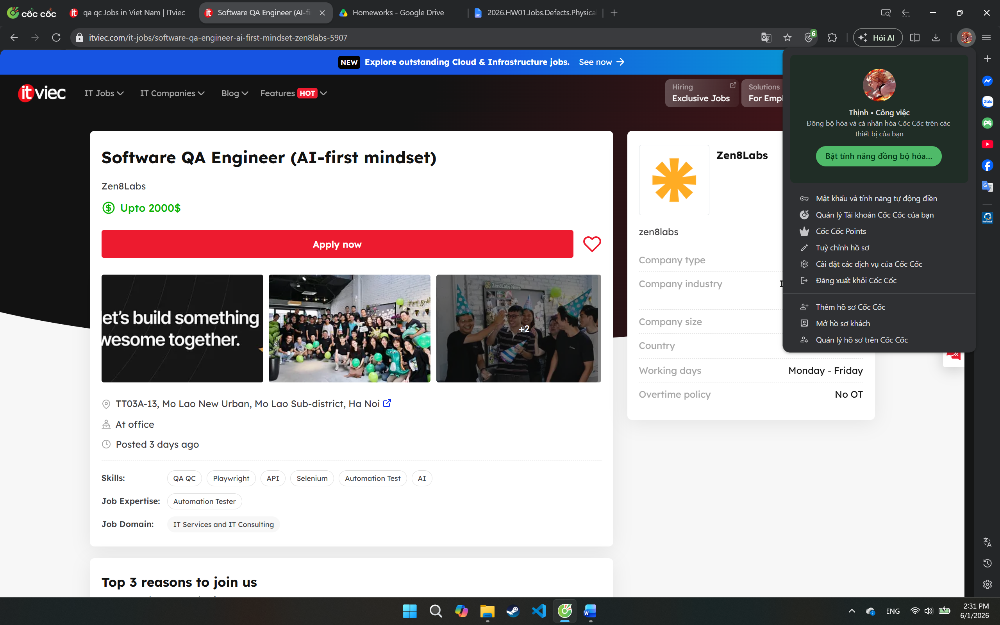 cốc cốc
qa qc Jobs in Viet Nam | ITviec
Software QA Engineer (AI-fi
Homeworks - Google Drive
2026.HW01.Jobs.Defects.Physical
itviec.com/it-jobs/software-qa-engineer-ai-first-mindset-zen8labs-5907
6
Hỏi AI
NEW Explore outstanding Cloud & Infrastructure jobs. See now
itviec
IT Jobs
IT Companies
Blog
Features HOT
Hiring
Exclusive Jobs
Solutions
For Empl
Software QA Engineer (AI-first mindset)
Zen8Labs
Upto 2000$
Apply now
let's build something
wesome together.
Zen8Labs News
+2
TT03A-13, Mo Lao New Urban, Mo Lao Sub-district, Ha Noi
At office
Posted 3 days ago
Skills: QA QC Playwright API Selenium Automation Test AI
Job Expertise: Automation Tester
Job Domain: IT Services and IT Consulting
Top 3 reasons to join us
Zen8Labs
zen8labs
Company type
Company industry
Company size
Country
Working days Monday - Friday
Overtime policy No OT
Thịnh • Công việc
Đồng bộ hóa và cá nhân hóa Cốc Cốc trên các
thiết bị của bạn
Bật tính năng đồng bộ hóa...
Mật khẩu và tính năng tự động điền
Quản lý Tài khoản Cốc Cốc của bạn
Cốc Cốc Points
Tuỳ chỉnh hồ sơ
Cài đặt các dịch vụ của Cốc Cốc
Đăng xuất khỏi Cốc Cốc
Thêm hồ sơ Cốc Cốc
Mở hồ sơ khách
Quản lý hồ sơ trên Cốc Cốc
Zalo
ENG
2:31 PM
6/1/2026